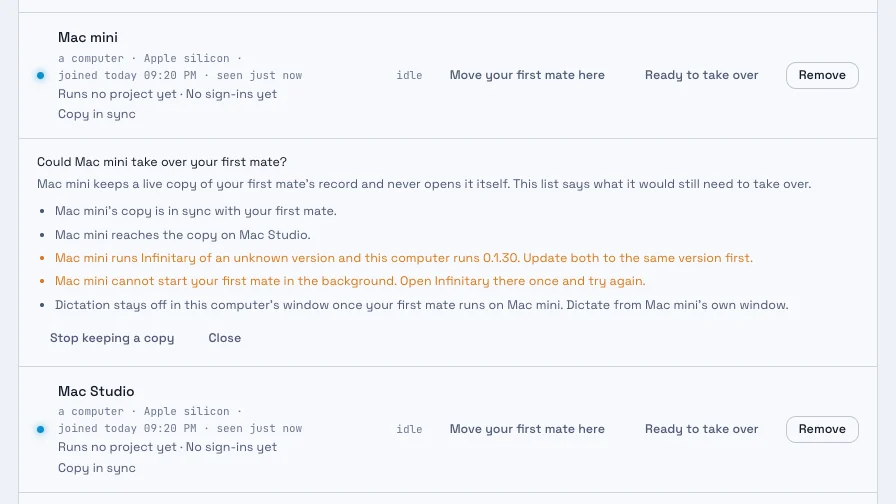 Mac mini
a computer · Apple silicon ·
joined today 09:20 PM · seen just now
idle
Move your first mate here
Ready to take over
Remove
Runs no project yet · No sign-ins yet
Copy in sync
Could Mac mini take over your first mate?
Mac mini keeps a live copy of your first mate's record and never opens it itself. This list says what it would still need to take over.
• Mac mini's copy is in sync with your first mate.
• Mac mini reaches the copy on Mac Studio.
• Mac mini runs Infinitary of an unknown version and this computer runs 0.1.30. Update both to the same version first.
• Mac mini cannot start your first mate in the background. Open Infinitary there once and try again.
• Dictation stays off in this computer's window once your first mate runs on Mac mini. Dictate from Mac mini's own window.
Stop keeping a copy
Close
Mac Studio
a computer · Apple silicon ·
joined today 09:20 PM · seen just now
idle
Move your first mate here
Ready to take over
Remove
Runs no project yet · No sign-ins yet
Copy in sync